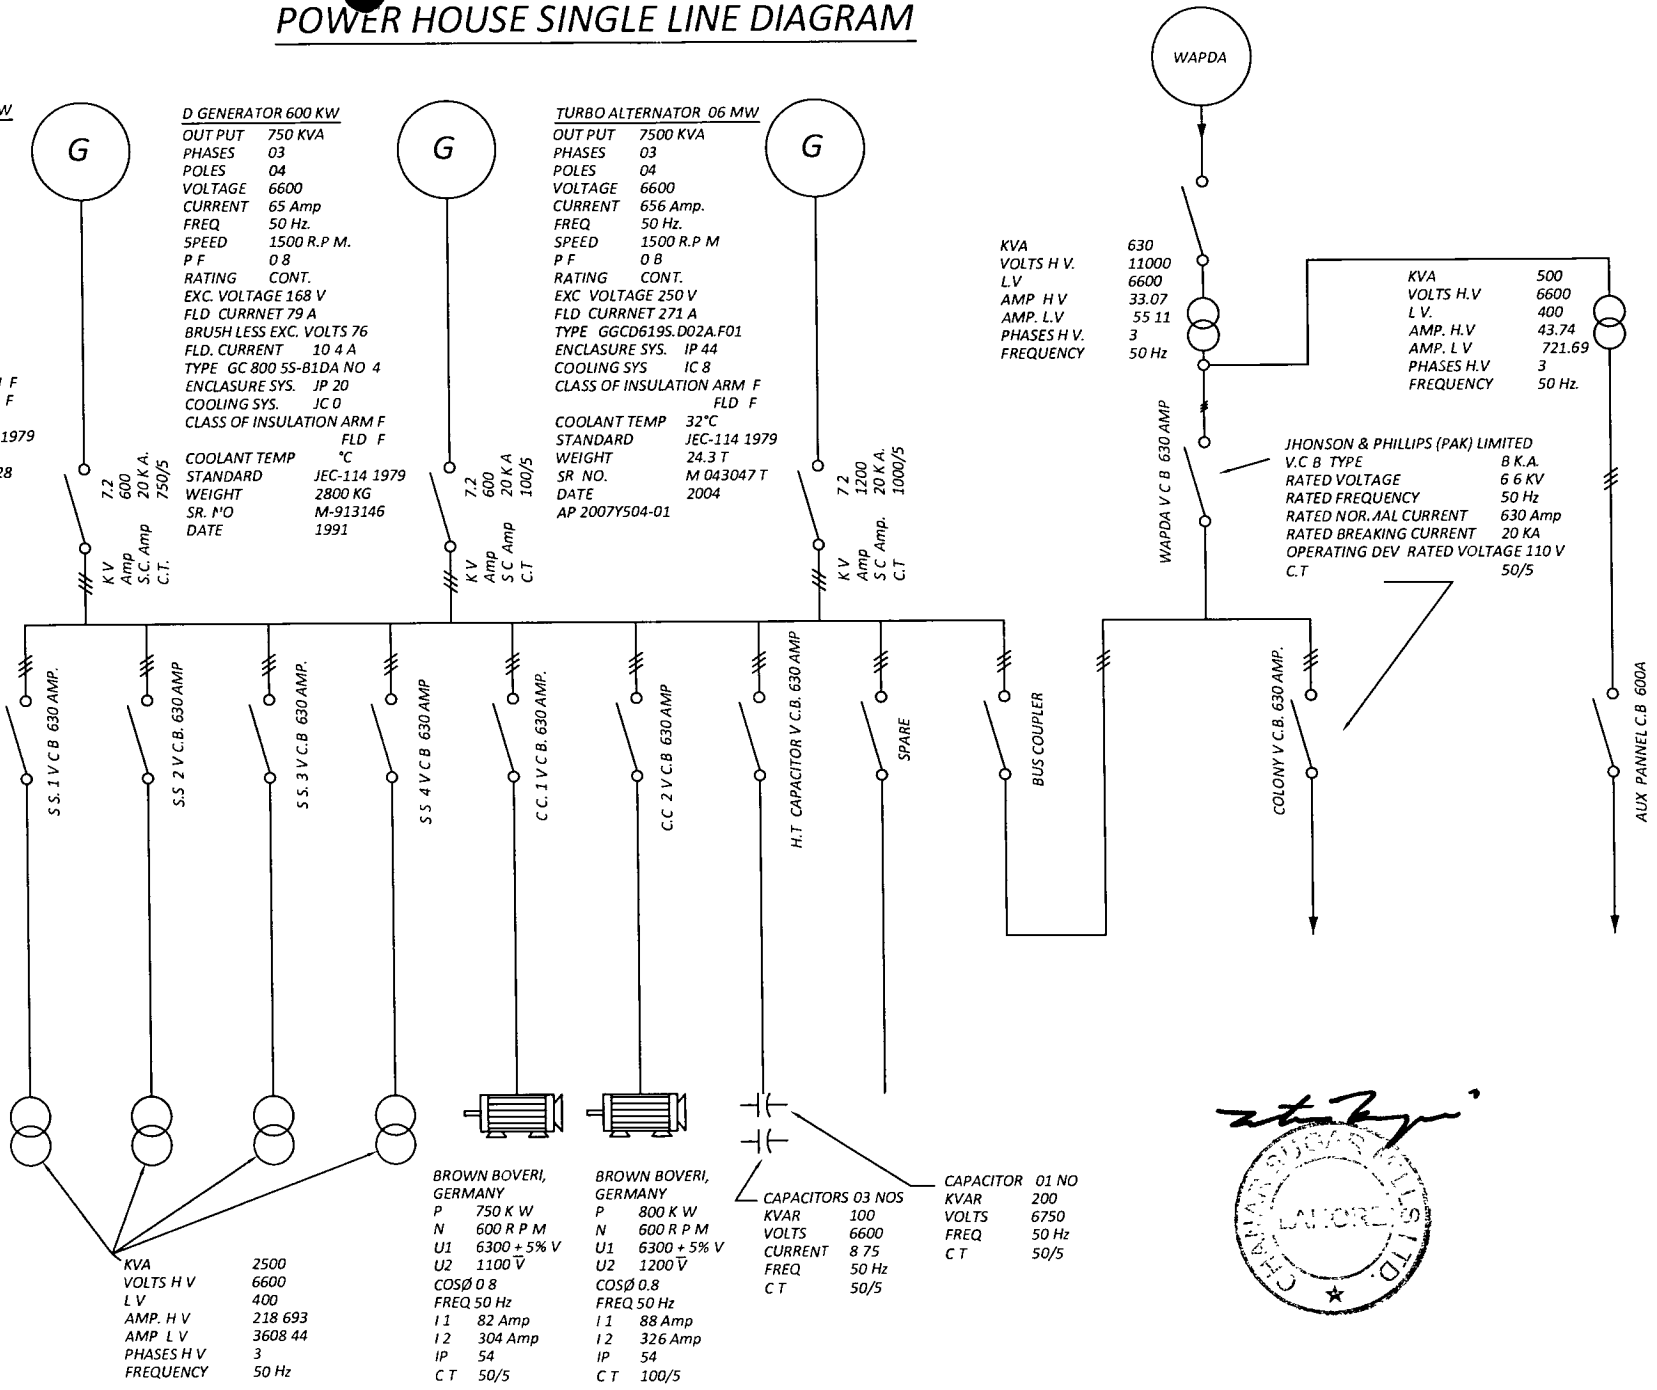 POWER HOUSE SINGLE LINE DIAGRAM
WAPDA
W
G
F
F
1979
28
D GENERATOR 600 KW
OUT PUT 750 KVA
PHASES 03
POLES 04
VOLTAGE 6600
CURRENT 65 Amp
FREQ 50 Hz.
SPEED 1500 R.P M.
P F 0 8
RATING CONT.
EXC. VOLTAGE 168 V
FLD CURRNET 79 A
BRUSH LESS EXC. VOLTS 76
FLD. CURRENT 10 4 A
TYPE GC 800 5S-B1DA NO 4
ENCLASURE SYS. JP 20
COOLING SYS. JC 0
CLASS OF INSULATION ARM F
FLD F
COOLANT TEMP °C
STANDARD JEC-114 1979
WEIGHT 2800 KG
SR. NO M-913146
DATE 1991
G
TURBO ALTERNATOR 06 MW
OUT PUT 7500 KVA
PHASES 03
POLES 04
VOLTAGE 6600
CURRENT 656 Amp.
FREQ 50 Hz.
SPEED 1500 R.P M
P F 0 8
RATING CONT.
EXC VOLTAGE 250 V
FLD CURRNET 271 A
TYPE GGCD619S.D02A.F01
ENCLASURE SYS. IP 44
COOLING SYS IC 8
CLASS OF INSULATION ARM F
FLD F
COOLANT TEMP 32°C
STANDARD JEC-114 1979
WEIGHT 24.3 T
SR NO. M 043047 T
DATE 2004
AP 2007Y504-01
G
K V 7.2
Amp 600
S.C. Amp 20 K A.
C.T. 750/5
K V 7.2
Amp 600
S C Amp 20 K A
C.T 100/5
K V 7 2
Amp 1200
S C Amp. 20 K A.
C.T 1000/5
KVA 630
VOLTS H V. 11000
L.V 6600
AMP H V 33.07
AMP. L.V 55 11
PHASES H V. 3
FREQUENCY 50 Hz
KVA 500
VOLTS H.V 6600
L V. 400
AMP. H.V 43.74
AMP. L V 721.69
PHASES H.V 3
FREQUENCY 50 Hz.
WAPDA V C B 630 AMP
JHONSON & PHILLIPS (PAK) LIMITED
V.C B TYPE 8 K.A.
RATED VOLTAGE 6 6 KV
RATED FREQUENCY 50 Hz
RATED NORMAL CURRENT 630 Amp
RATED BREAKING CURRENT 20 KA
OPERATING DEV RATED VOLTAGE 110 V
C.T 50/5
S S. 1 V C B 630 AMP.
S.S 2 V C.B. 630 AMP
S S. 3 V C.B 630 AMP.
S S 4 V C B 630 AMP
C C. 1 V C B. 630 AMP.
C.C 2 V C.B 630 AMP
H.T CAPACITOR V C.B. 630 AMP
SPARE
BUS COUPLER
COLONY V C.B. 630 AMP.
AUX PANNEL C.B 600A
KVA 2500
VOLTS H V 6600
L V 400
AMP. H V 218 693
AMP L V 3608 44
PHASES H V 3
FREQUENCY 50 Hz
BROWN BOVERI,
GERMANY
P 750 K W
N 600 R P M
U1 6300 ± 5% V
U2 1100 V
COSØ 0 8
FREQ 50 Hz
I 1 82 Amp
I 2 304 Amp
IP 54
C T 50/5
BROWN BOVERI,
GERMANY
P 800 K W
N 600 R P M
U1 6300 ± 5% V
U2 1200 V
COSØ 0.8
FREQ 50 Hz
I 1 88 Amp
I 2 326 Amp
IP 54
C T 100/5
CAPACITORS 03 NOS
KVAR 100
VOLTS 6600
CURRENT 8 75
FREQ 50 Hz
C T 50/5
CAPACITOR 01 NO
KVAR 200
VOLTS 6750
FREQ 50 Hz
C T 50/5
CHANAR SUGAR MILLS LTD.
LAHORE